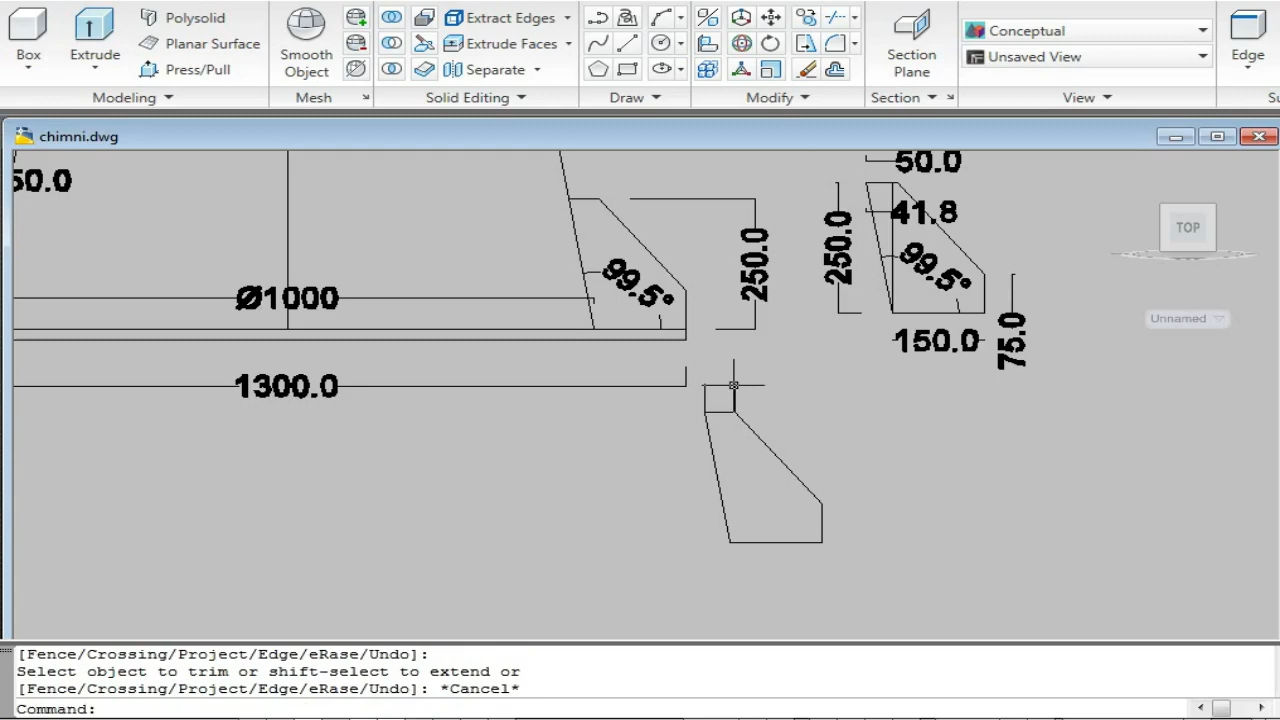 Box
Extrude
Polysolid
Planar Surface
Press/Pull
Modeling
Smooth
Object
Mesh
Extract Edges
Extrude Faces
Separate
Solid Editing
Draw
Modify
Section
Plane
Section
Conceptual
Unsaved View
View
Edge
Su
chimni.dwg
50.0
50.0
250.0
41.8
99.5°
150.0
75.0
250.0
99.5°
Ø1000
1300.0
TOP
Unnamed
[Fence/Crossing/Project/Edge/eRase/Undo]:
Select object to trim or shift-select to extend or
[Fence/Crossing/Project/Edge/eRase/Undo]: *Cancel*
Command: